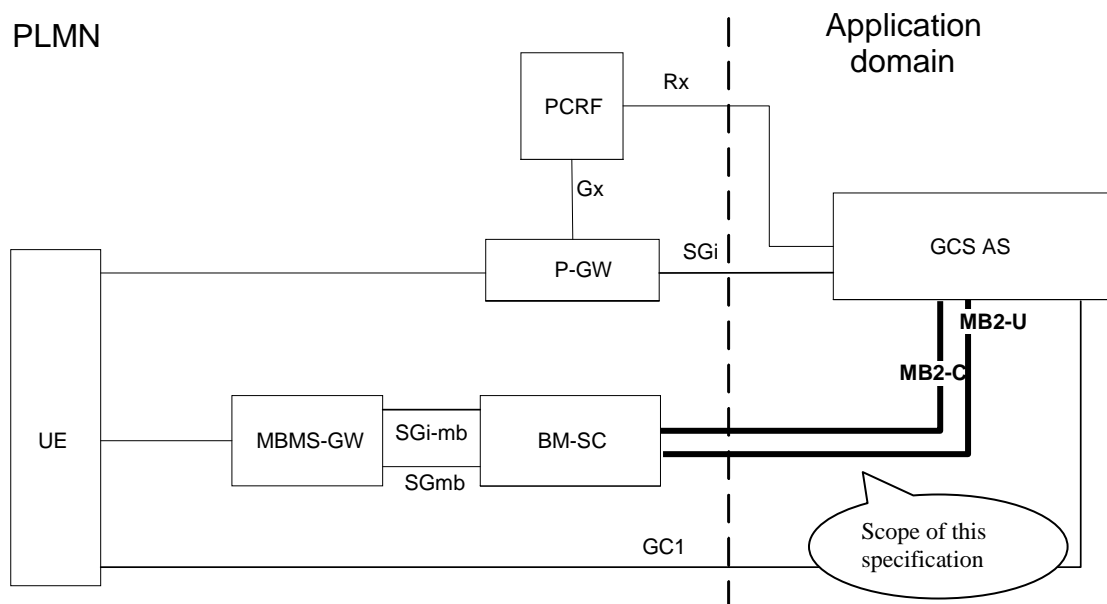 PLMN
Application
domain
Rx
PCRF
Gx
SGi
GCS AS
P-GW
MB2-U
MB2-C
UE
MBMS-GW
SGi-mb
BM-SC
SGmb
Scope of this
specification
GC1